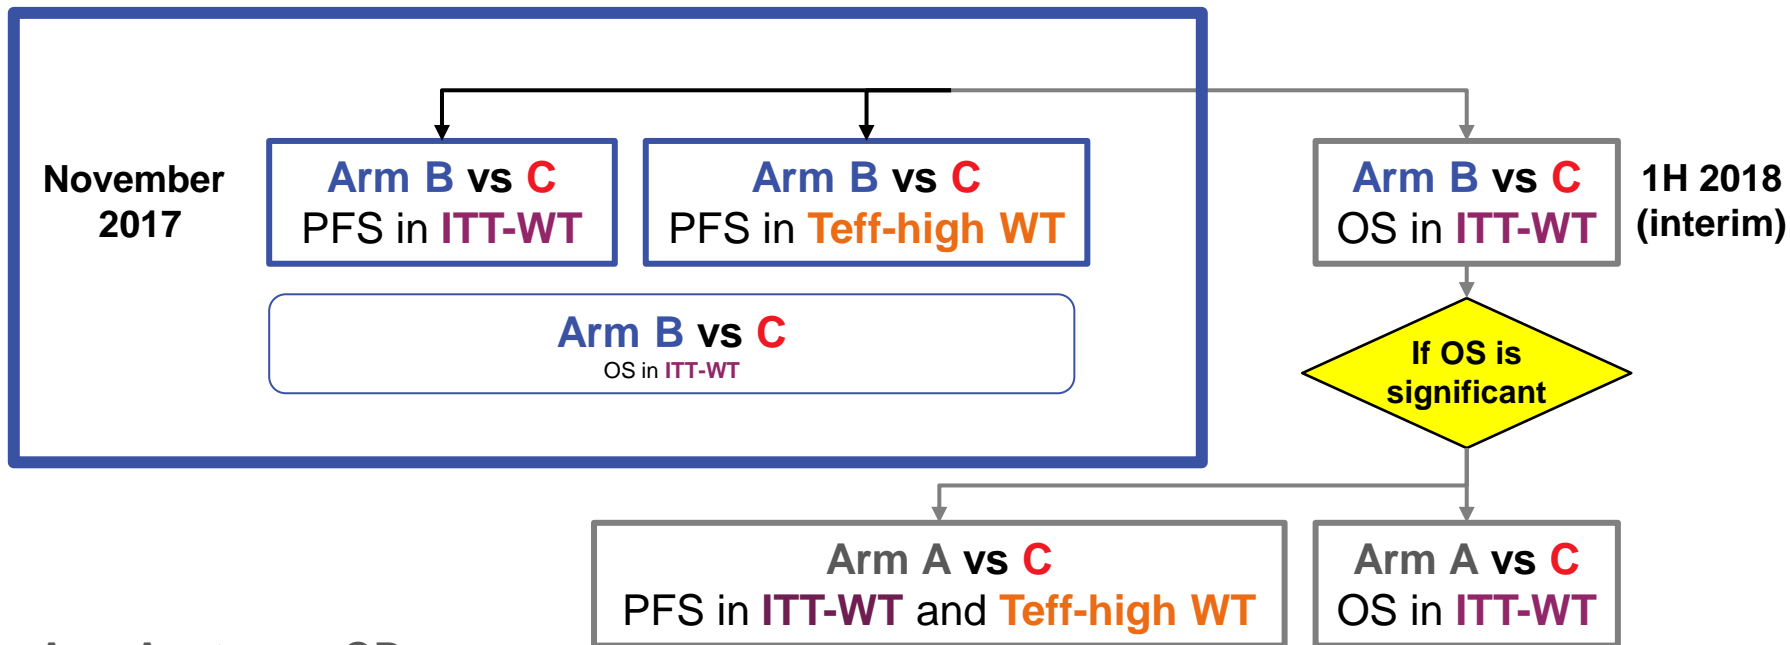 November
2017
Arm B vs C
PFS in ITT-WT
Arm B vs C
PFS in Teff-high WT
Arm B vs C
OS in ITT-WT
1H 2018
(interim)
Arm B vs C
OS in ITT-WT
If OS is
significant
Arm A vs C
PFS in ITT-WT and Teff-high WT
Arm A vs C
OS in ITT-WT